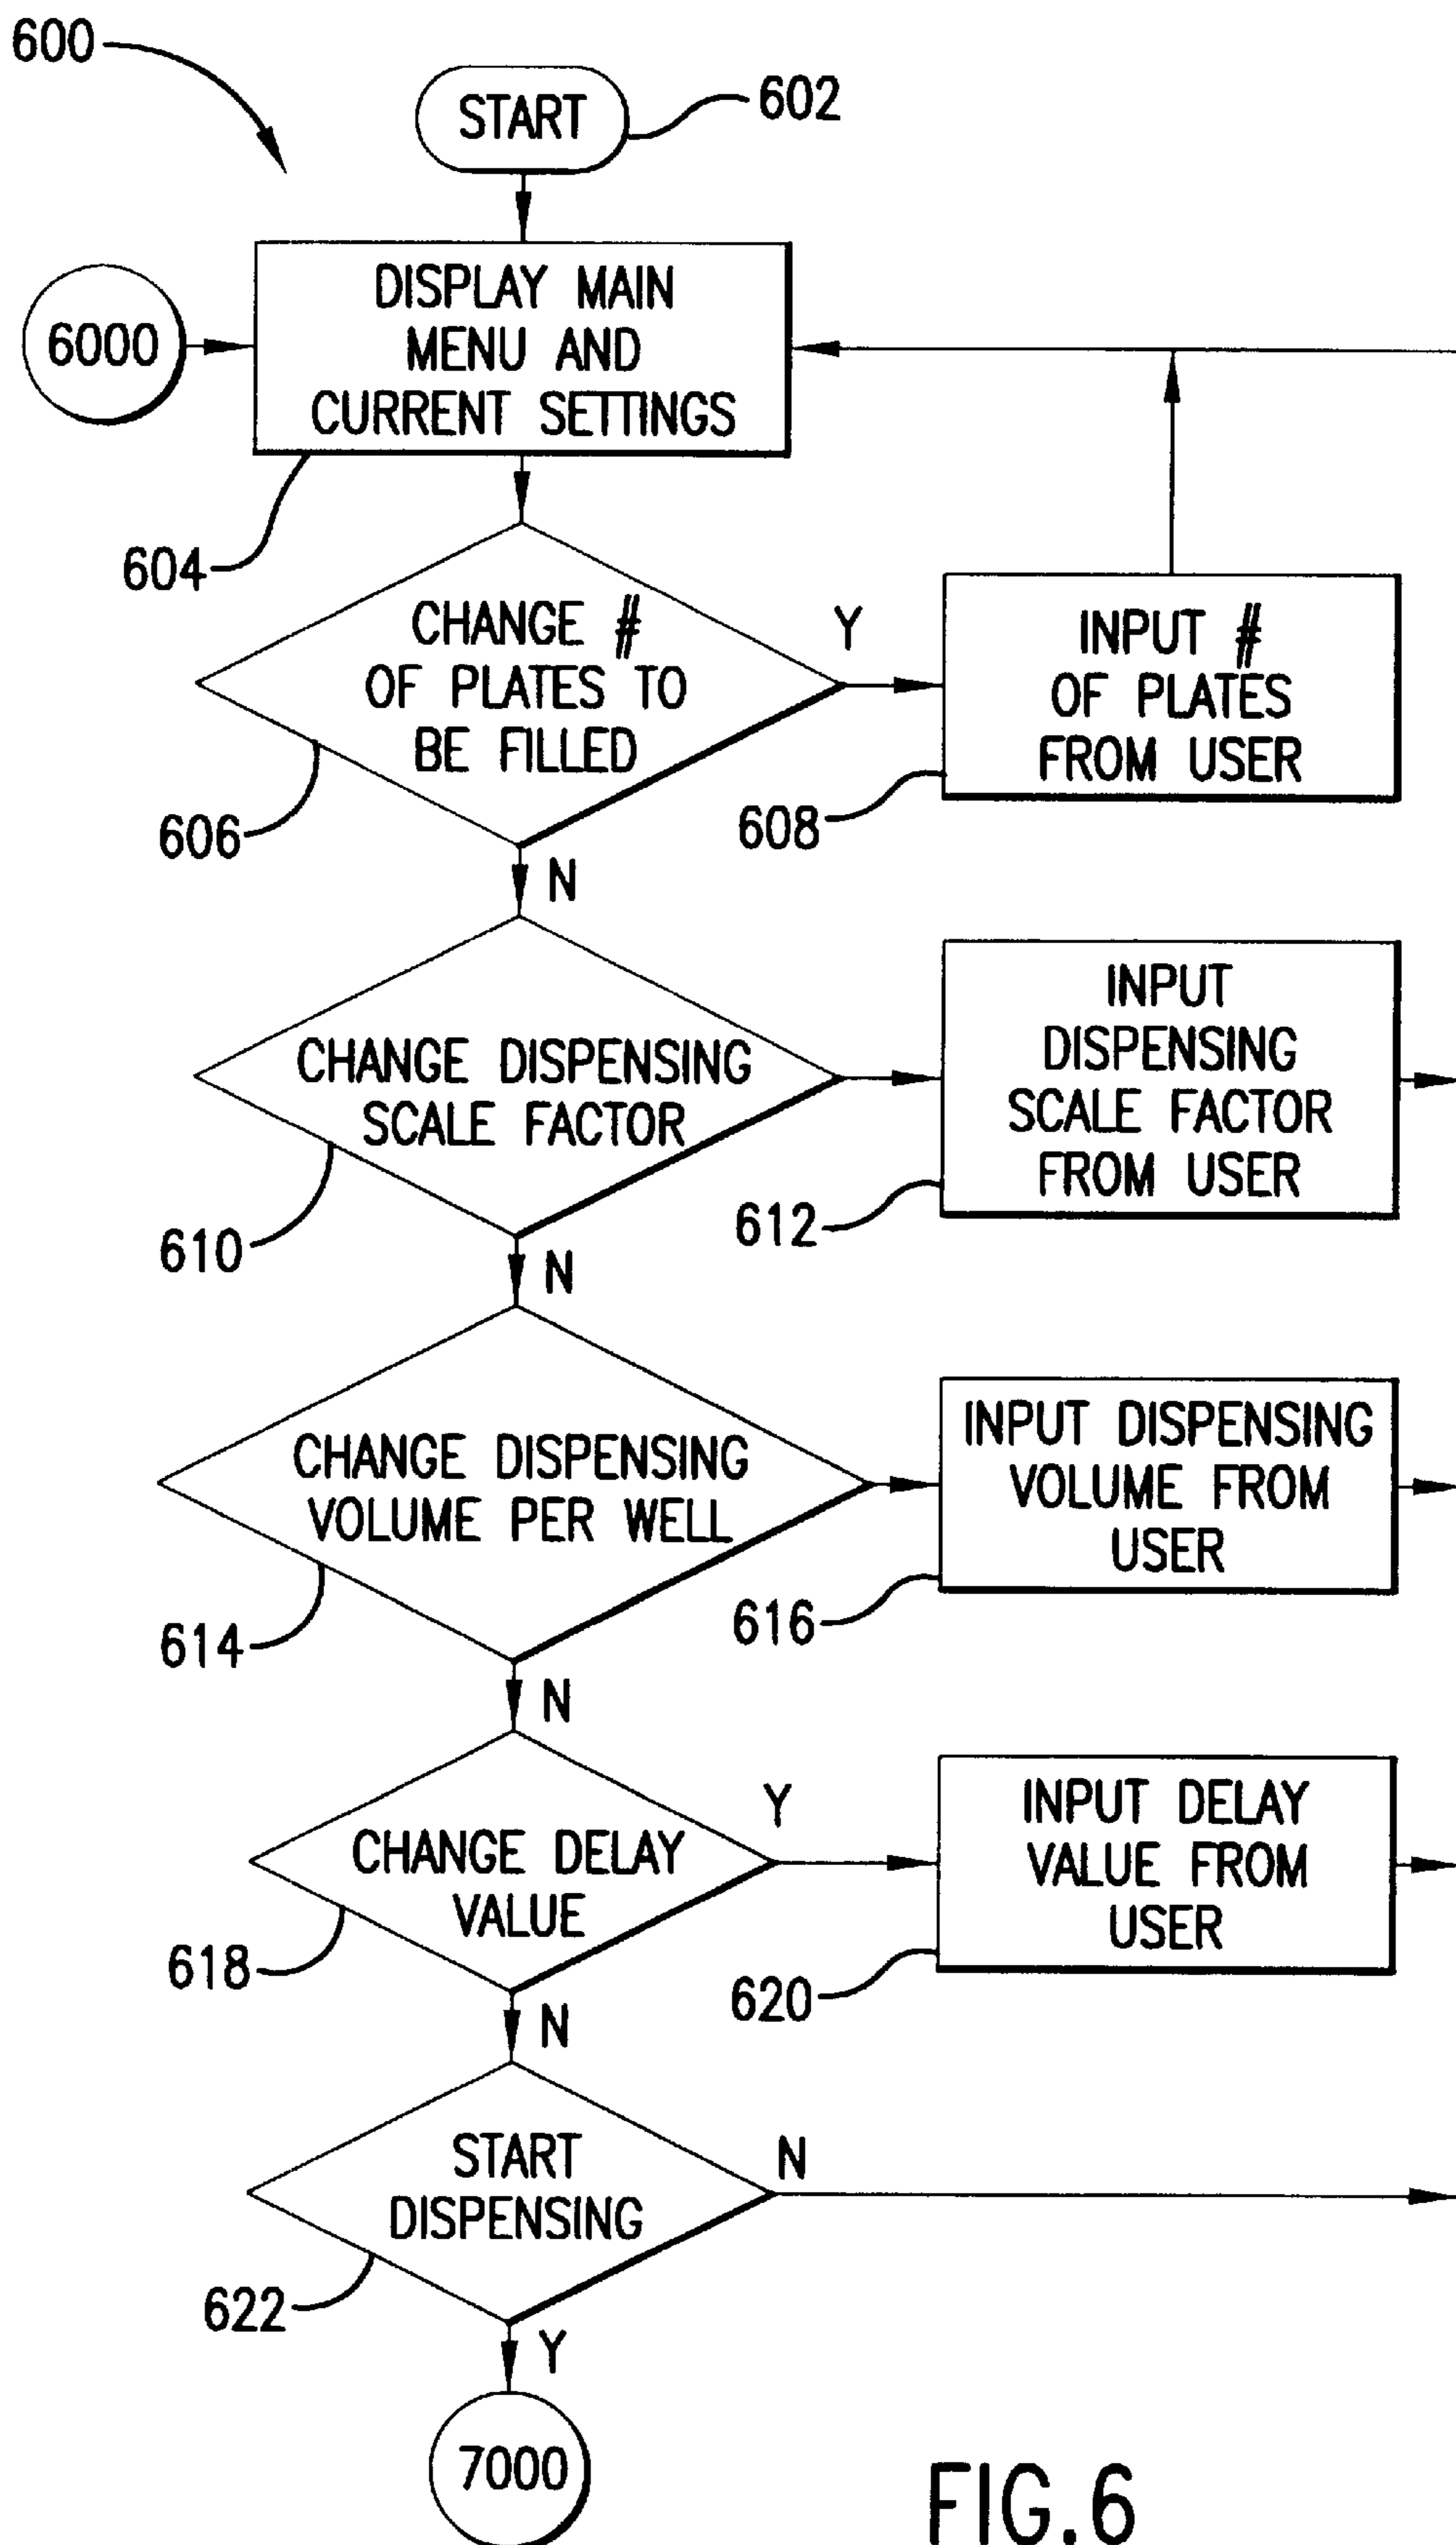 600
START
602
6000
DISPLAY MAIN
MENU AND
CURRENT SETTINGS
604
CHANGE #
OF PLATES TO
BE FILLED
Y
606
INPUT #
OF PLATES
FROM USER
608
N
CHANGE DISPENSING
SCALE FACTOR
610
INPUT
DISPENSING
SCALE FACTOR
FROM USER
612
N
CHANGE DISPENSING
VOLUME PER WELL
614
INPUT DISPENSING
VOLUME FROM
USER
616
N
CHANGE DELAY
VALUE
Y
618
INPUT DELAY
VALUE FROM
USER
620
N
START
DISPENSING
N
622
Y
7000
FIG.6